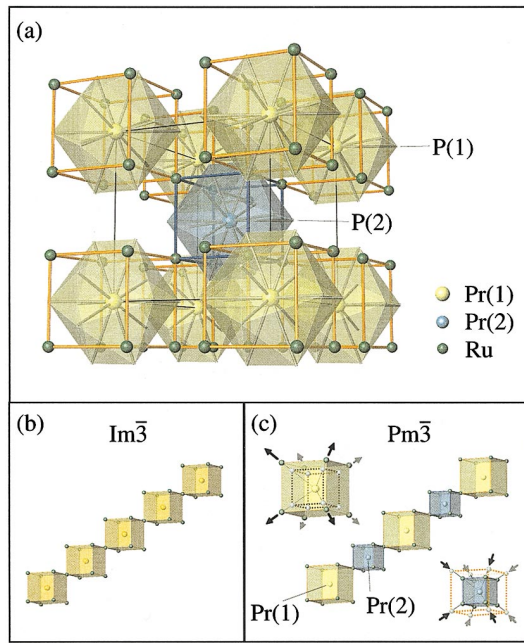 (a)
P(1)
P(2)
Pr(1)
Pr(2)
Ru
(b)
Im3̅
(c)
Pm3̅
Pr(1)
Pr(2)